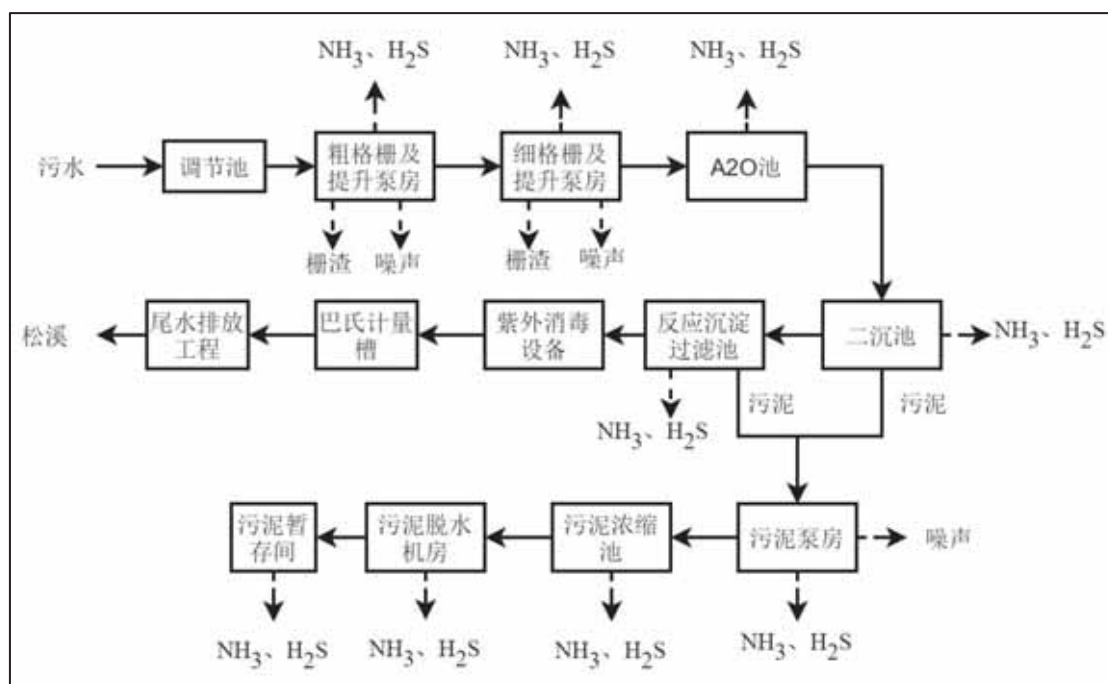 NH3、H2S
NH3、H2S
NH3、H2S
污水
调节池
粗格栅及
提升泵房
细格栅及
提升泵房
A2O池
栅渣
噪声
栅渣
噪声
松溪
尾水排放
工程
巴氏计量
槽
紫外消毒
设备
反应沉淀
过滤池
二沉池
NH3、H2S
NH3、H2S
污泥
污泥
污泥暂
存间
污泥脱水
机房
污泥浓缩
池
污泥泵房
噪声
NH3、H2S
NH3、H2S
NH3、H2S
NH3、H2S